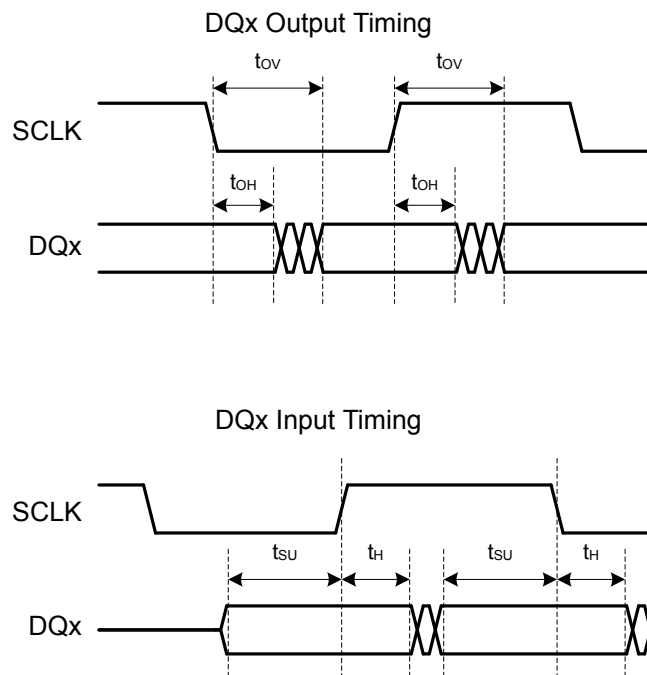 DQx Output Timing
tOV tOV
SCLK
tOH tOH
DQx
DQx Input Timing
SCLK
tSU tH tSU tH
DQx